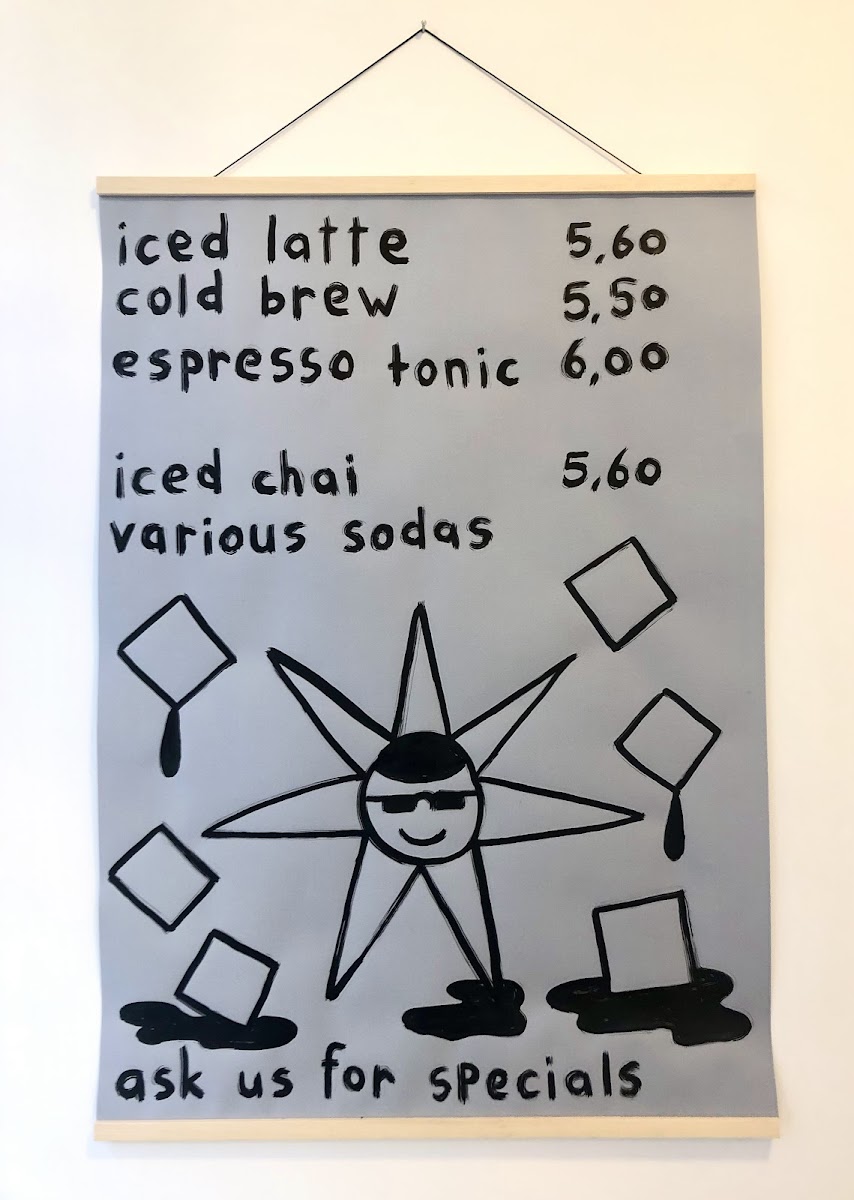 iced latte 5,60
cold brew 5,50
espresso tonic 6,00
iced chai 5,60
various sodas
ask us for specials